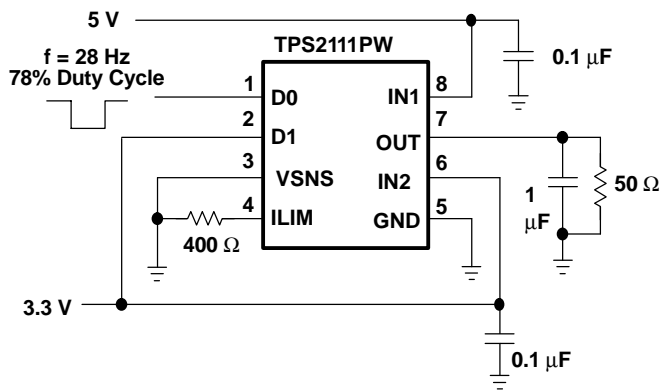 5 V
TPS2111PW
f = 28 Hz
78% Duty Cycle
0.1 µF
1
D0
IN1
8
2
D1
OUT
7
3
VSNS
IN2
6
4
ILIM
GND
5
400 Ω
1
µF
50 Ω
3.3 V
0.1 µF